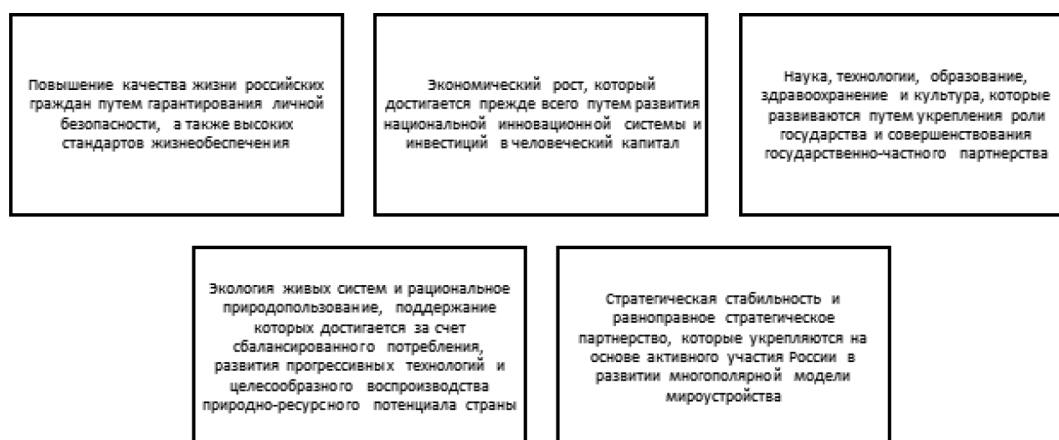 Повышение качества жизни российских
граждан путем гарантирования личной
безопасности, а также высоких
стандартов жизнеобеспечения
Экономический рост, который
достигается прежде всего путем развития
национальной инновационной системы и
инвестиций в человеческий капитал
Наука, технологии, образование,
здравоохранение и культура, которые
развиваются путем укрепления роли
государства и совершенствования
государственно-частного партнерства
Экология живых систем и рациональное
природопользование, поддержание
которых достигается за счет
сбалансированного потребления,
развития прогрессивных технологий и
целесообразного воспроизводства
природно-ресурсного потенциала страны
Стратегическая стабильность и
равноправное стратегическое
партнерство, которые укрепляются на
основе активного участия России в
развитии многополярной модели
мироустройства